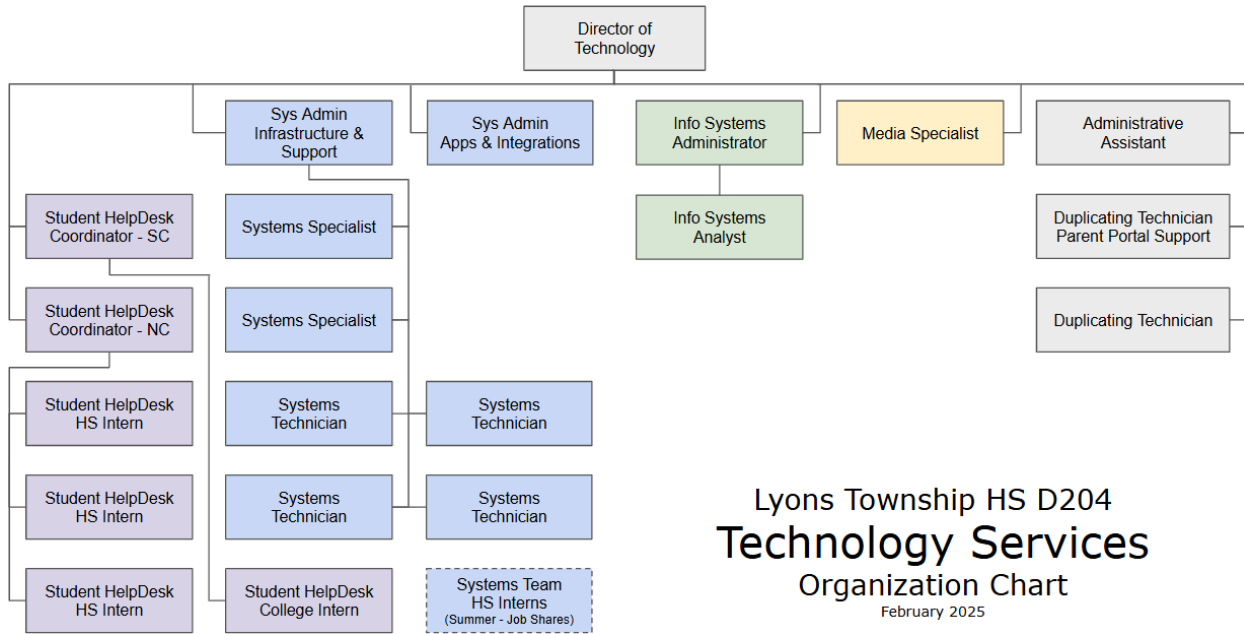 Director of
Technology
Sys Admin
Infrastructure &
Support
Sys Admin
Apps & Integrations
Info Systems
Administrator
Media Specialist
Administrative
Assistant
Student HelpDesk
Coordinator - SC
Systems Specialist
Info Systems
Analyst
Duplicating Technician
Parent Portal Support
Student HelpDesk
Coordinator - NC
Systems Specialist
Duplicating Technician
Student HelpDesk
HS Intern
Systems
Technician
Systems
Technician
Student HelpDesk
HS Intern
Systems
Technician
Systems
Technician
Student HelpDesk
HS Intern
Student HelpDesk
College Intern
Systems Team
HS Interns
(Summer - Job Shares)
Lyons Township HS D204
Technology Services
Organization Chart
February 2025